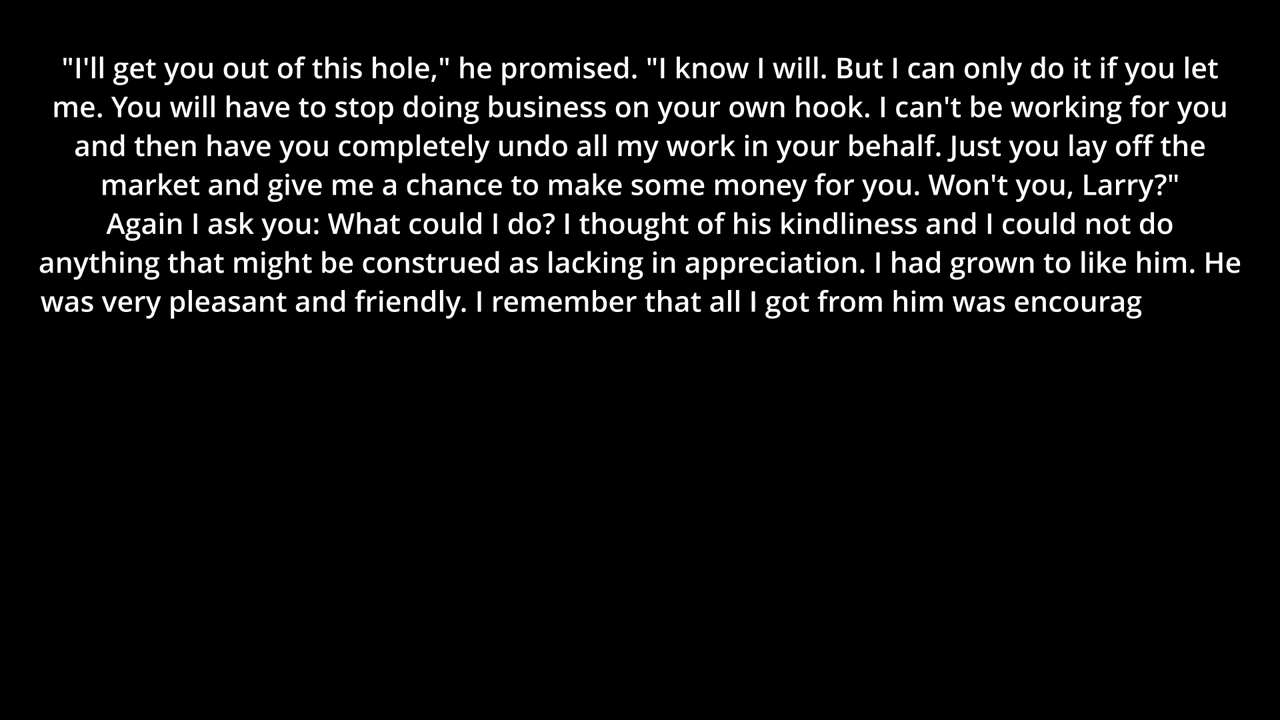 "I'll get you out of this hole," he promised. "I know I will. But I can only do it if you let
me. You will have to stop doing business on your own hook. I can't be working for you
and then have you completely undo all my work in your behalf. Just you lay off the
market and give me a chance to make some money for you. Won't you, Larry?"
Again I ask you: What could I do? I thought of his kindliness and I could not do
anything that might be construed as lacking in appreciation. I had grown to like him. He
was very pleasant and friendly. I remember that all I got from him was encourag